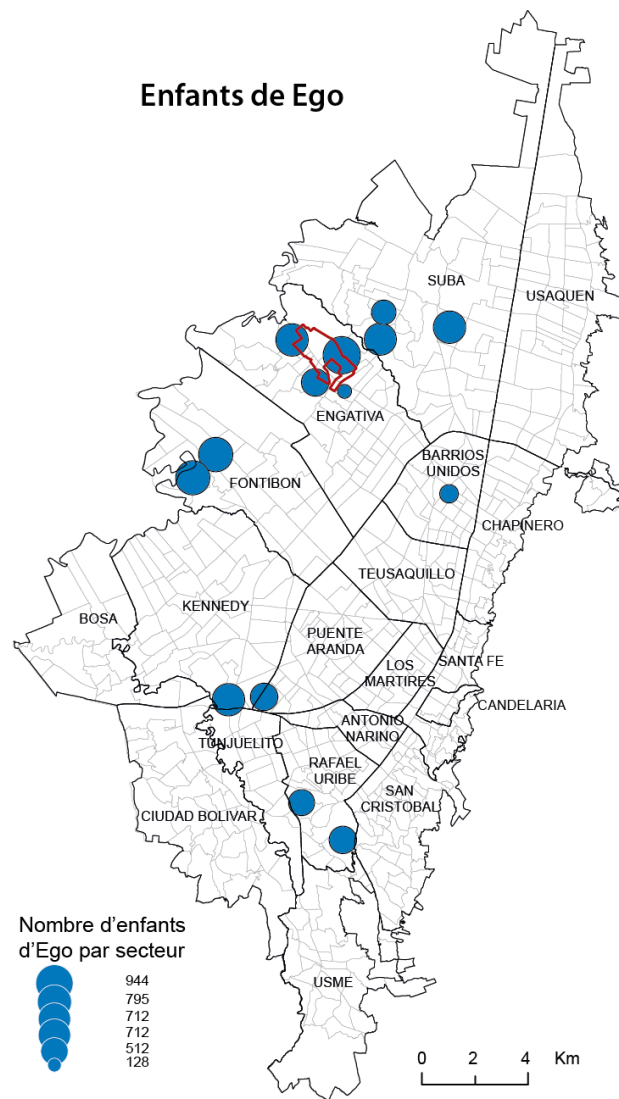 Enfants de Ego
SUBA
USAQUEN
ENGATIVA
BARRIOS
UNIDOS
FONTIBON
CHAPINERO
TEUSAQUILLO
KENNEDY
BOSA
PUENTE
ARANDA
LOS
MARTIRES
SANTA FE
CANDELARIA
ANTONIO
NARINO
TUNJUELITO
RAFAEL
URIBE
SAN
CRISTOBAL
CIUDAD BOLIVAR
USME
Nombre d'enfants
d'Ego par secteur
944
795
712
712
512
128
0 2 4 Km